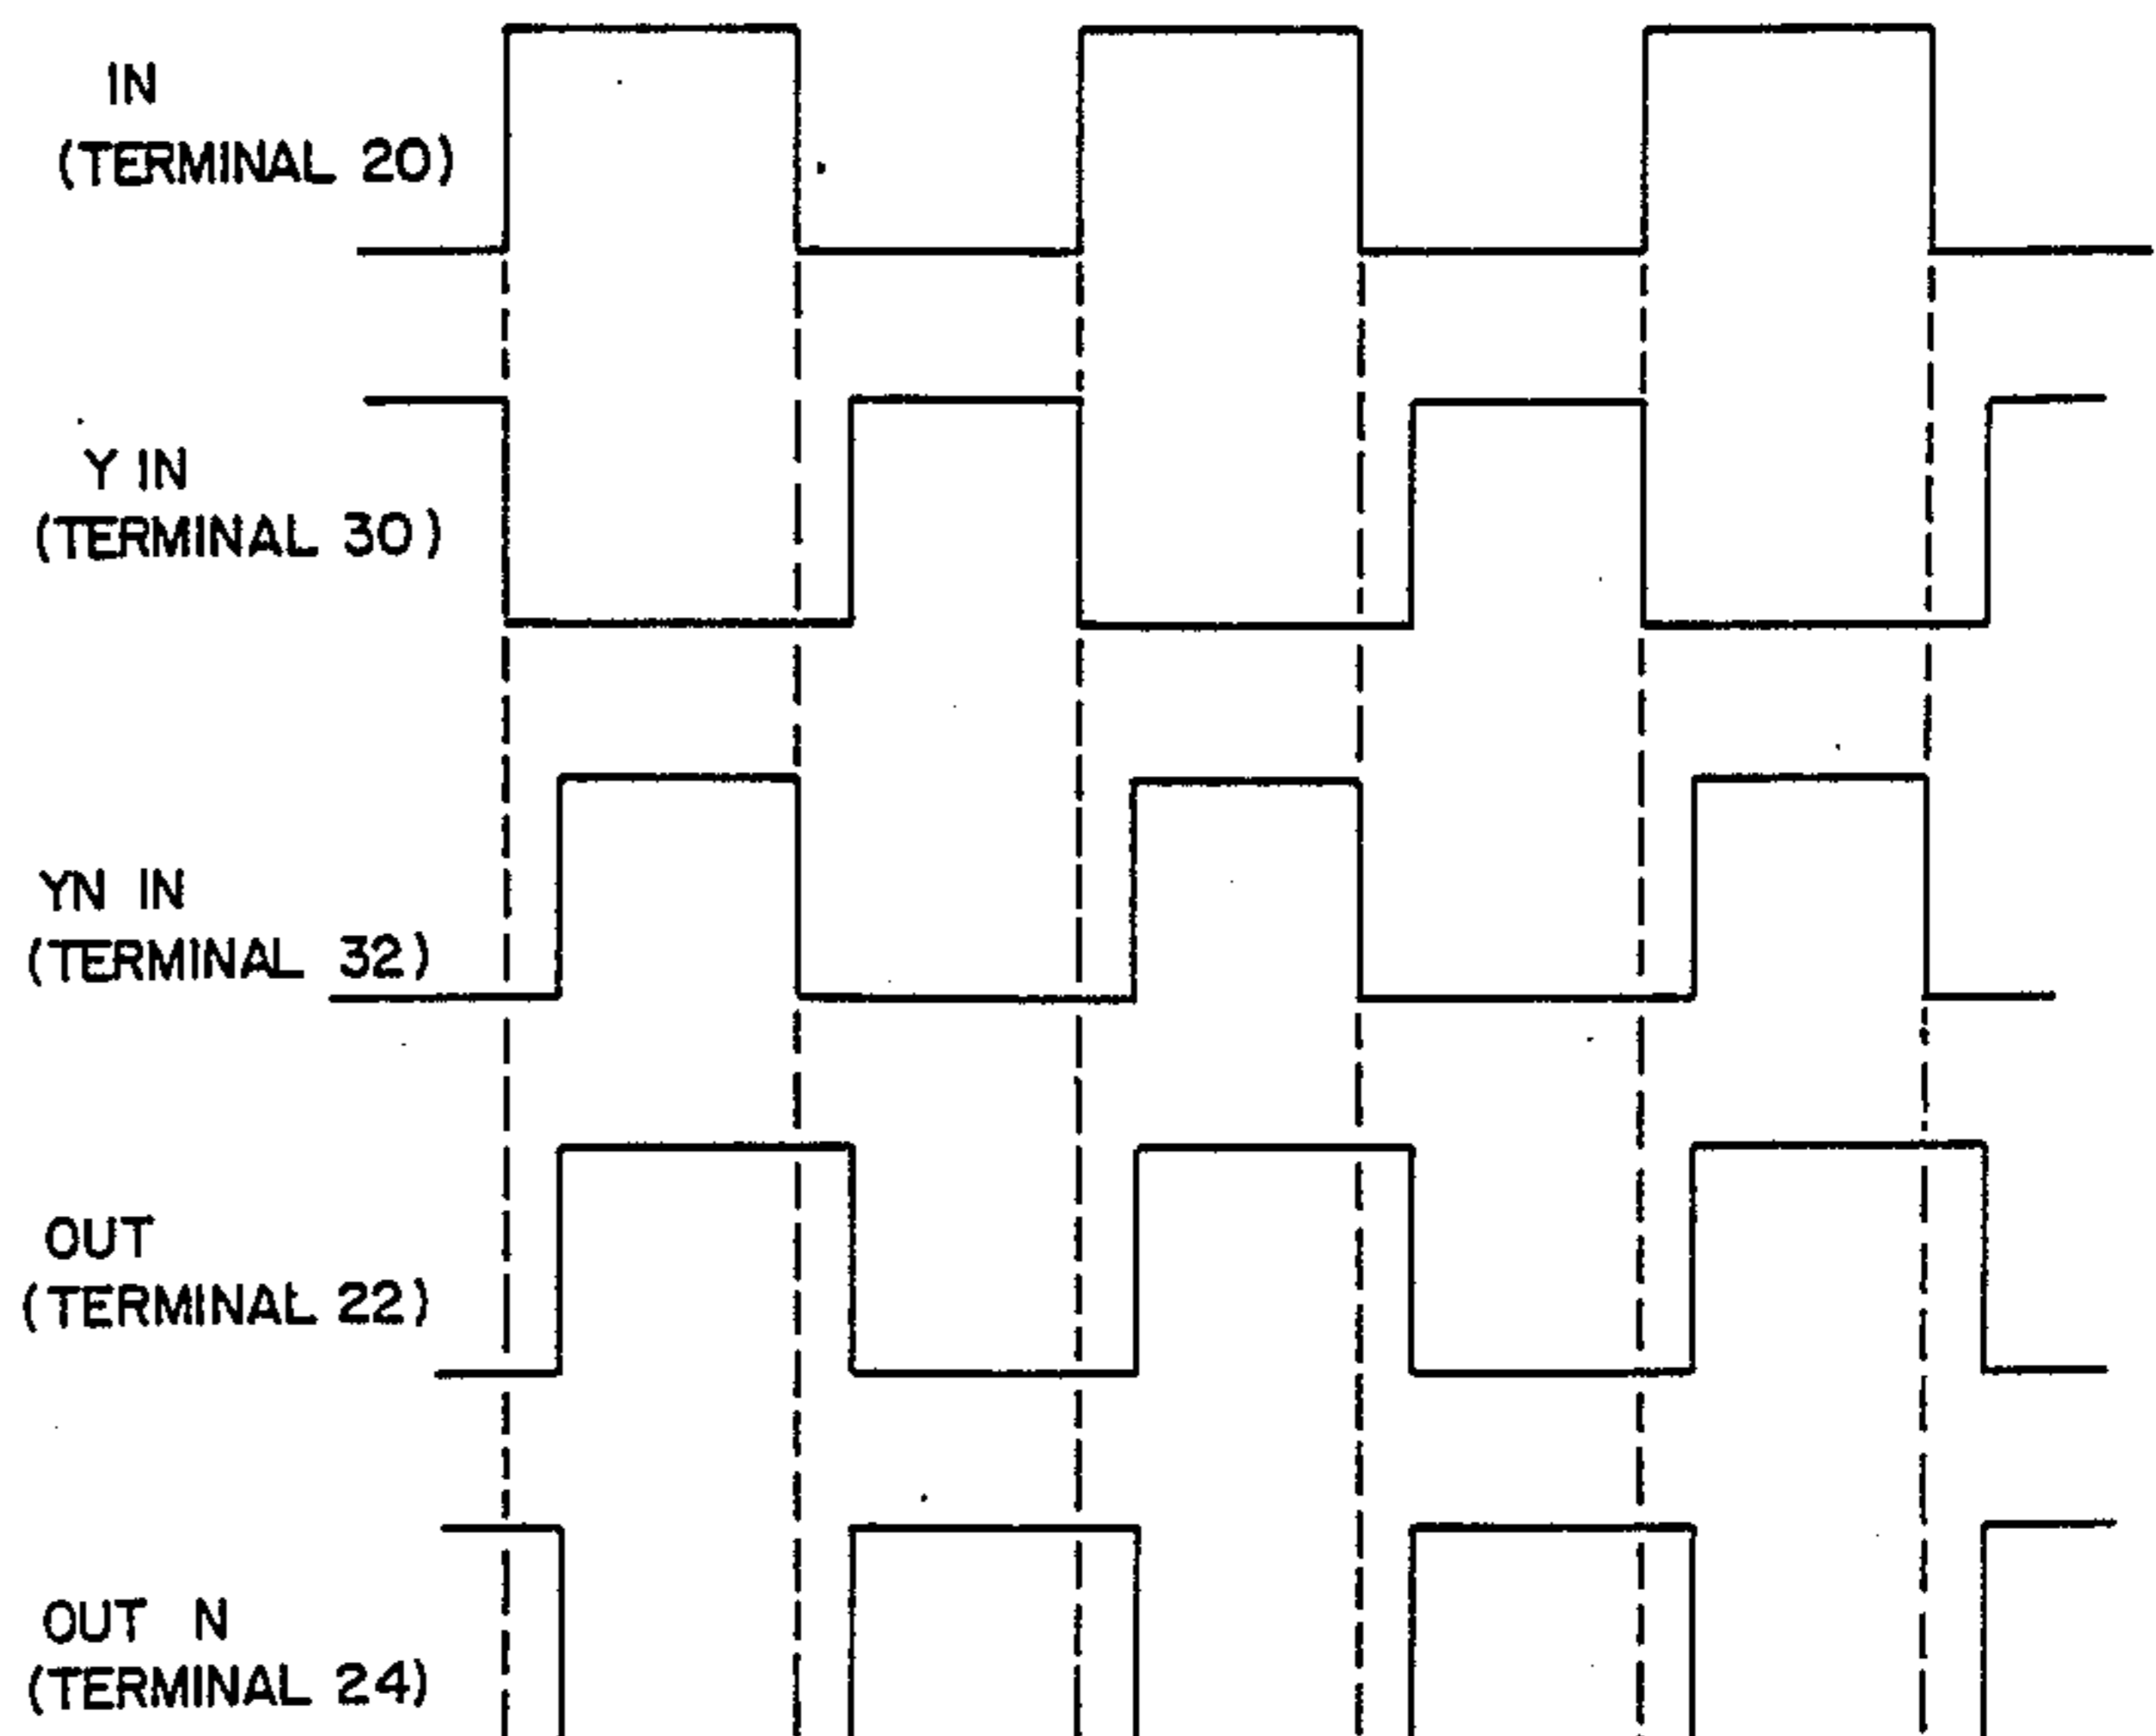 IN
(TERMINAL 20)
Y IN
(TERMINAL 30)
YN IN
(TERMINAL 32)
OUT
(TERMINAL 22)
OUT N
(TERMINAL 24)